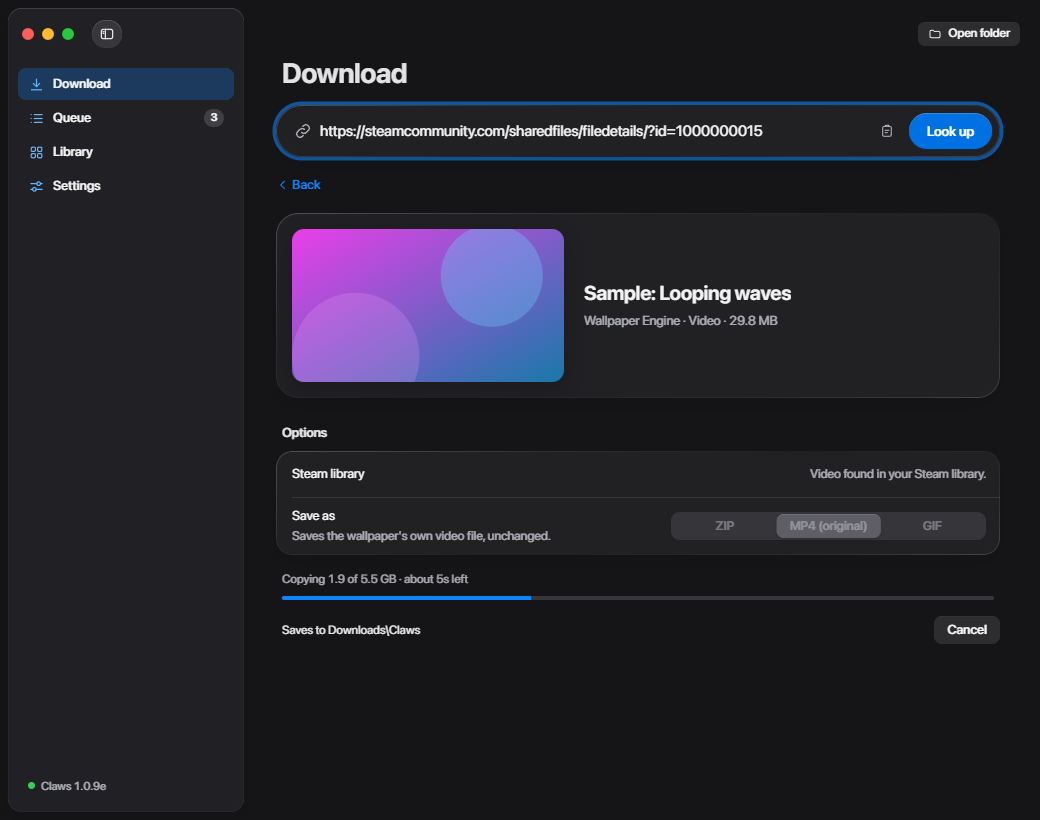 Open folder
Download
Download
Queue
3
Library
Settings
https://steamcommunity.com/sharedfiles/filedetails/?id=1000000015
Look up
Back
Sample: Looping waves
Wallpaper Engine · Video · 29.8 MB
Options
Steam library
Video found in your Steam library.
Save as
Saves the wallpaper's own video file, unchanged.
ZIP
MP4 (original)
GIF
Copying 1.9 of 5.5 GB · about 5s left
Saves to Downloads\Claws
Cancel
Claws 1.0.9e